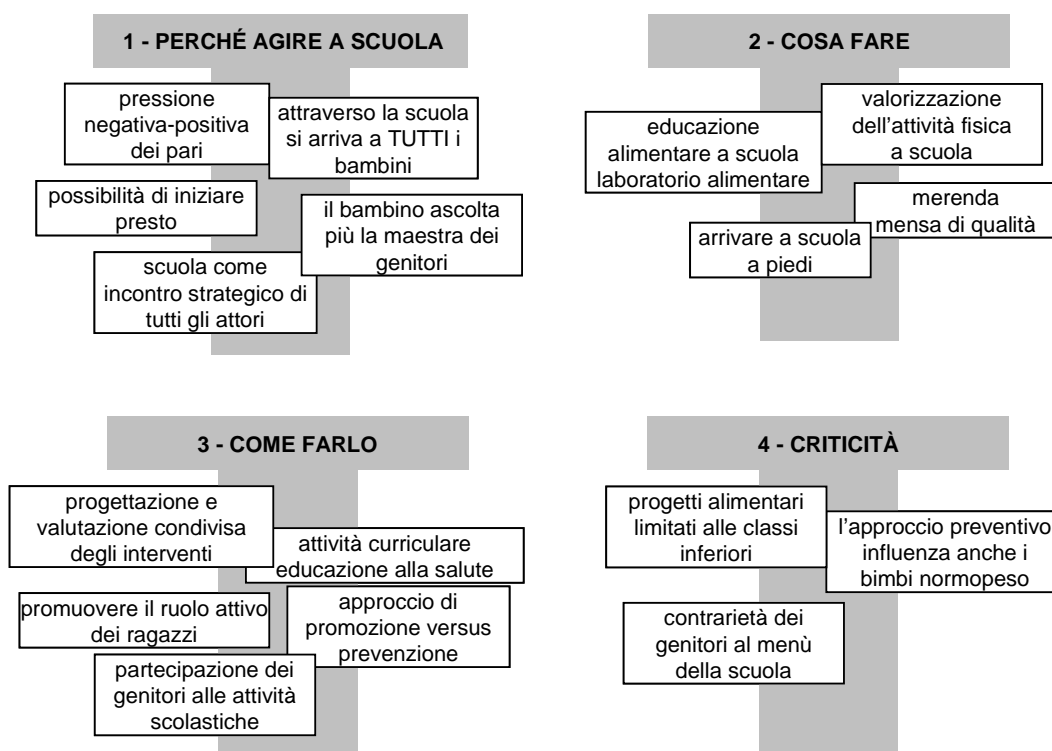 1 - PERCHÉ AGIRE A SCUOLA
pressione
negativa-positiva
dei pari
attraverso la scuola
si arriva a TUTTI i
bambini
possibilità di iniziare
presto
il bambino ascolta
più la maestra dei
genitori
scuola come
incontro strategico di
tutti gli attori
2 - COSA FARE
educazione
alimentare a scuola
laboratorio alimentare
valorizzazione
dell'attività fisica
a scuola
merenda
mensa di qualità
arrivare a scuola
a piedi
3 - COME FARLO
progettazione e
valutazione condivisa
degli interventi
attività curriculare
educazione alla salute
promuovere il ruolo attivo
dei ragazzi
approccio di
promozione versus
prevenzione
partecipazione dei
genitori alle attività
scolastiche
4 - CRITICITÀ
progetti alimentari
limitati alle classi
inferiori
l'approccio preventivo
influenza anche i
bimbi normopeso
contrarietà dei
genitori al menù
della scuola